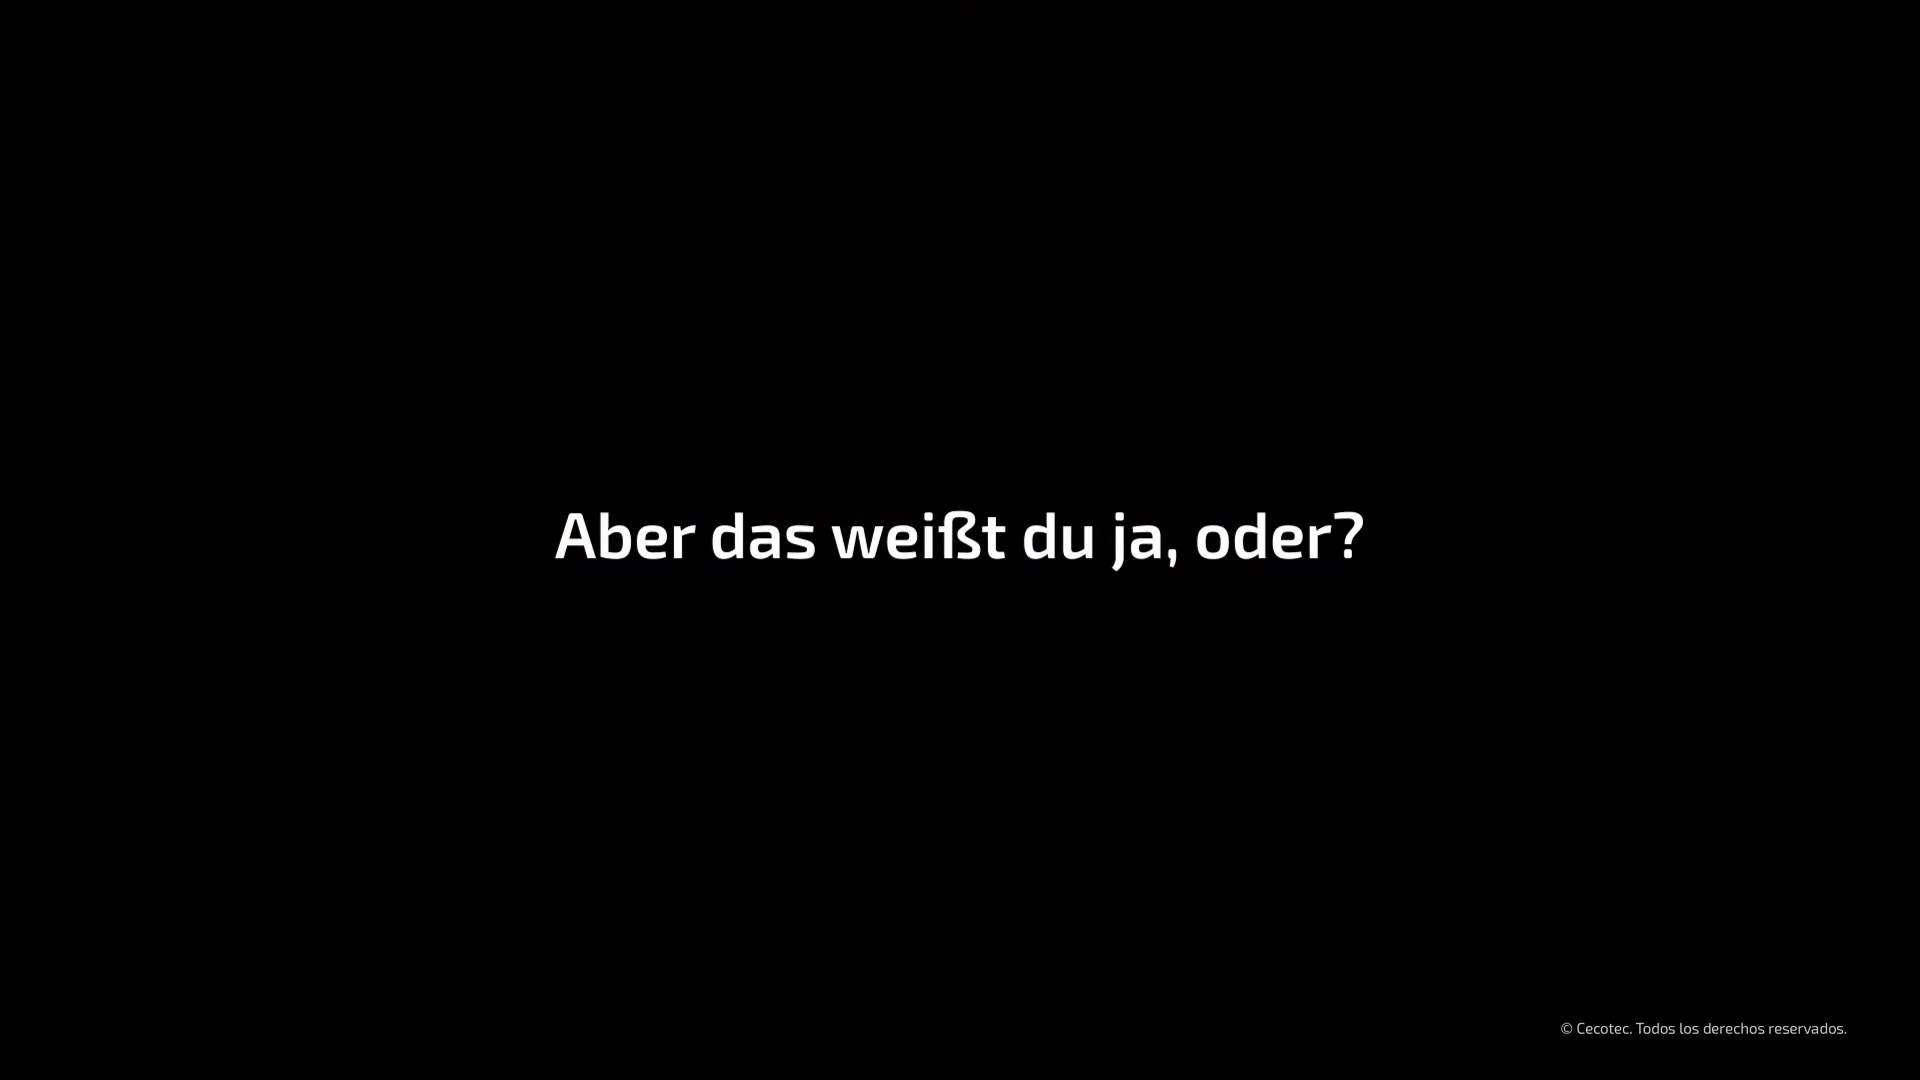 Aber das weißt du ja, oder?
© Cecotec. Todos los derechos reservados.